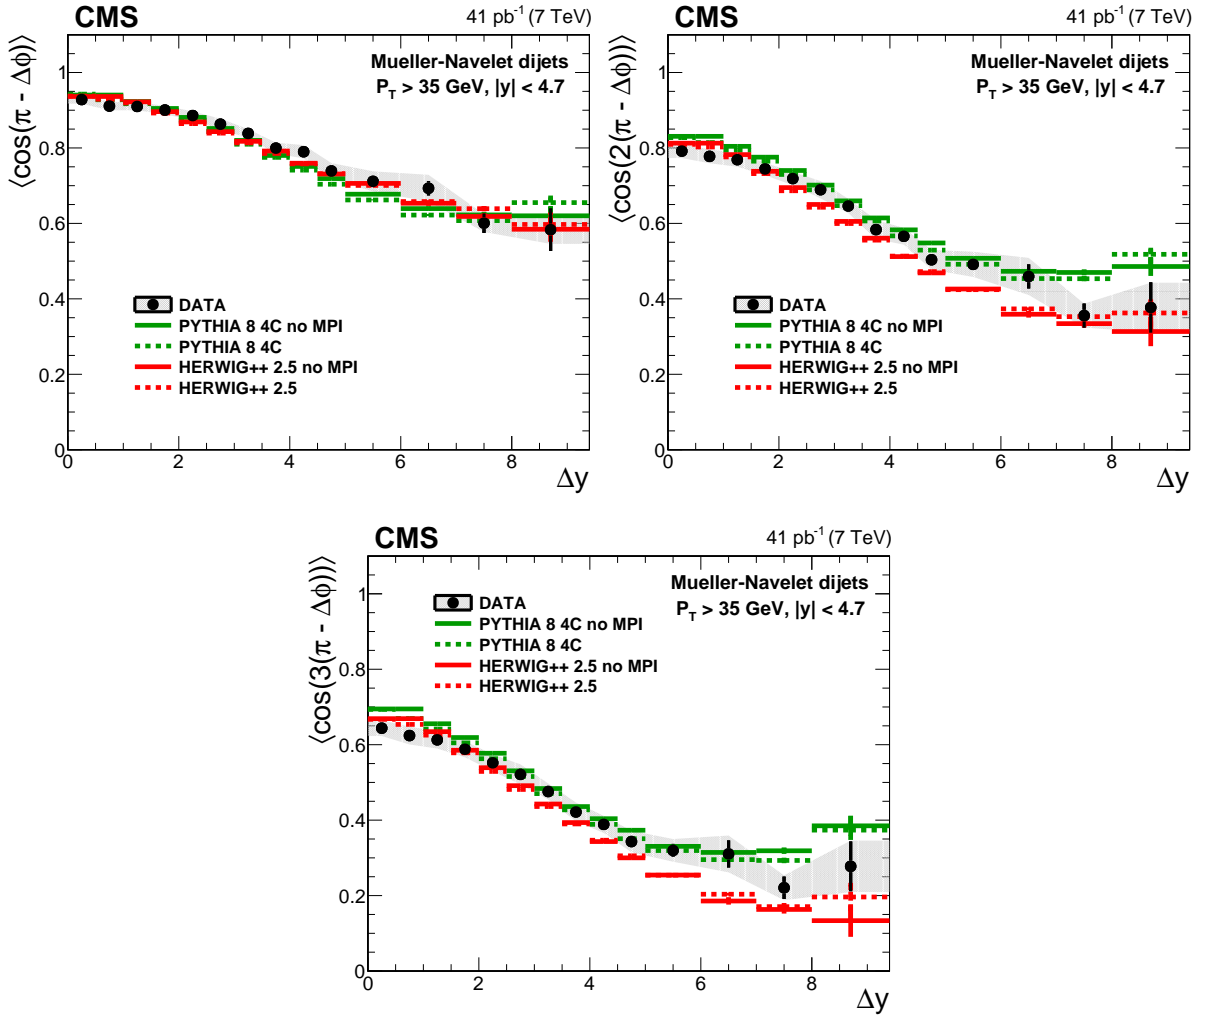 CMS
41 pb⁻¹ (7 TeV)
⟨cos(π - Δϕ)⟩
Mueller-Navelet dijets
P_T > 35 GeV, |y| < 4.7
1
0.8
0.6
0.4
0.2
0
DATA
PYTHIA 8 4C no MPI
PYTHIA 8 4C
HERWIG++ 2.5 no MPI
HERWIG++ 2.5
0 2 4 6 8
Δy
CMS
41 pb⁻¹ (7 TeV)
⟨cos(2(π - Δϕ))⟩
Mueller-Navelet dijets
P_T > 35 GeV, |y| < 4.7
1
0.8
0.6
0.4
0.2
0
DATA
PYTHIA 8 4C no MPI
PYTHIA 8 4C
HERWIG++ 2.5 no MPI
HERWIG++ 2.5
0 2 4 6 8
Δy
CMS
41 pb⁻¹ (7 TeV)
⟨cos(3(π - Δϕ))⟩
Mueller-Navelet dijets
P_T > 35 GeV, |y| < 4.7
1
0.8
0.6
0.4
0.2
0
DATA
PYTHIA 8 4C no MPI
PYTHIA 8 4C
HERWIG++ 2.5 no MPI
HERWIG++ 2.5
0 2 4 6 8
Δy